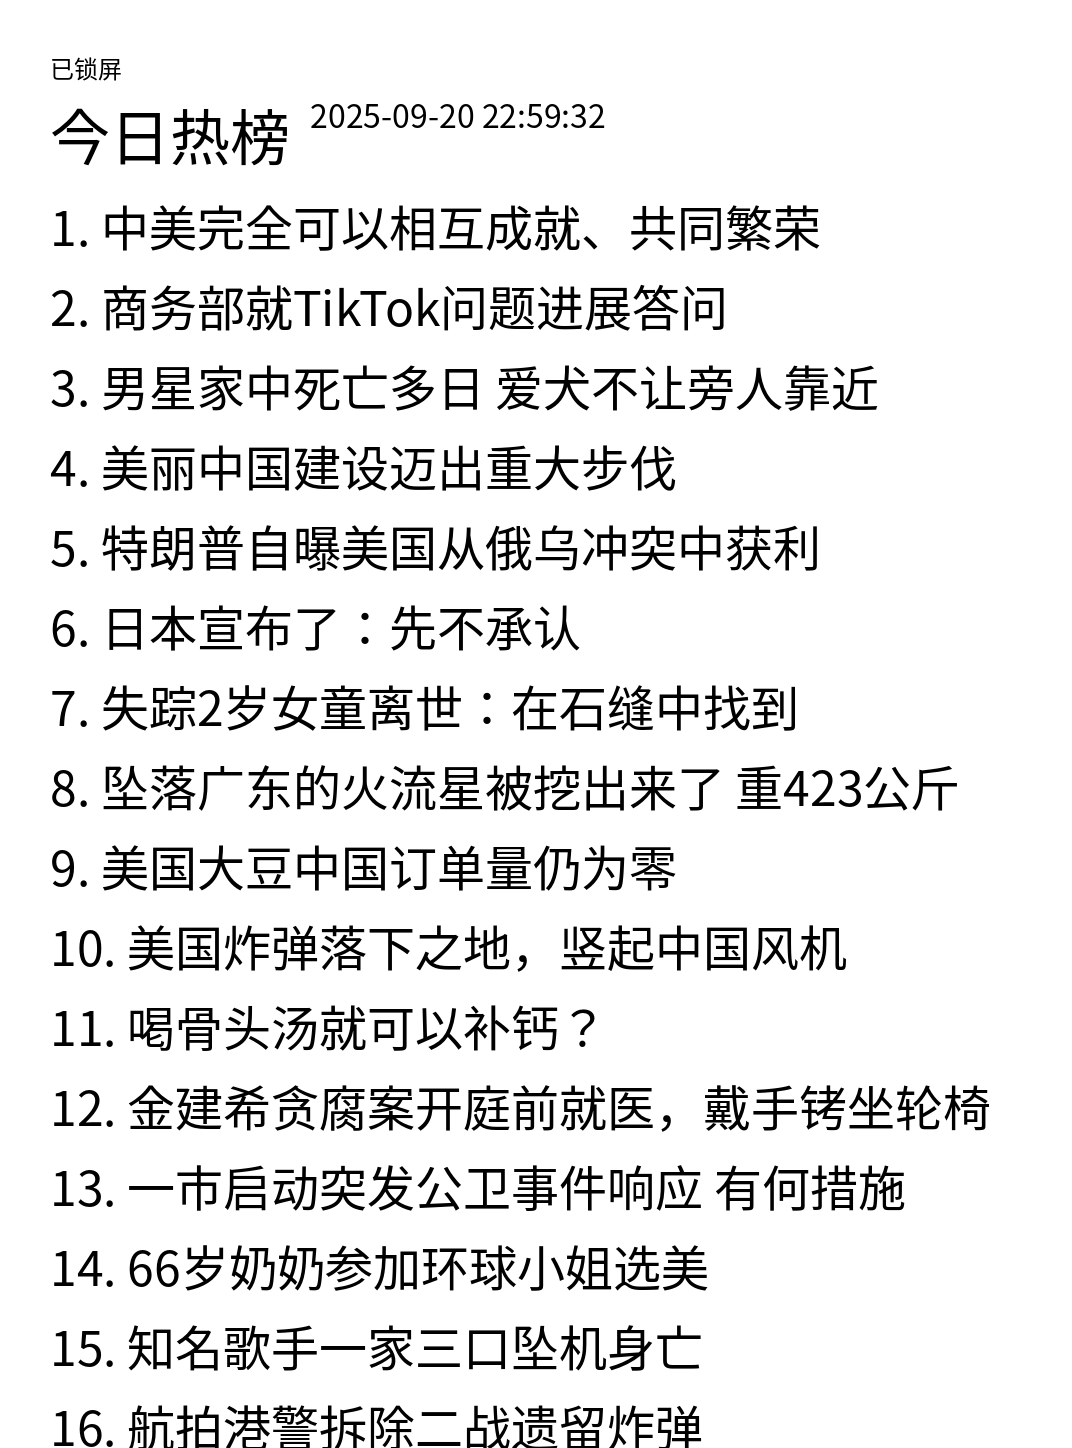 已锁屏
今日热榜 2025-09-20 22:59:32
1. 中美完全可以相互成就、共同繁荣
2. 商务部就TikTok问题进展答问
3. 男星家中死亡多日 爱犬不让旁人靠近
4. 美丽中国建设迈出重大步伐
5. 特朗普自曝美国从俄乌冲突中获利
6. 日本宣布了：先不承认
7. 失踪2岁女童离世：在石缝中找到
8. 坠落广东的火流星被挖出来了 重423公斤
9. 美国大豆中国订单量仍为零
10. 美国炸弹落下之地，竖起中国风机
11. 喝骨头汤就可以补钙？
12. 金建希贪腐案开庭前就医，戴手铐坐轮椅
13. 一市启动突发公卫事件响应 有何措施
14. 66岁奶奶参加环球小姐选美
15. 知名歌手一家三口坠机身亡
16. 航拍港警拆除二战遗留炸弹